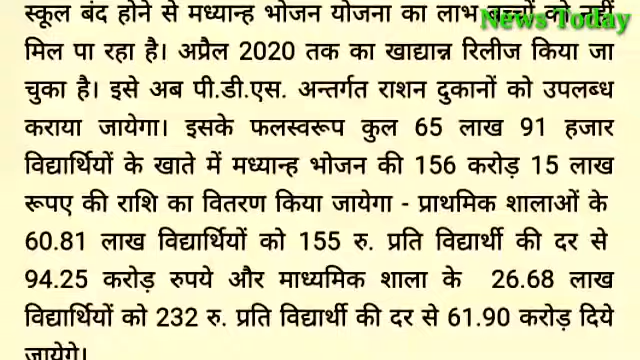 स्कूल बंद होने से मध्यान्ह भोजन योजना का लाभ बच्चों को नहीं
News Today
मिल पा रहा है। अप्रैल 2020 तक का खाद्यान्न रिलीज किया जा
चुका है। इसे अब पी.डी.एस. अन्तर्गत राशन दुकानों को उपलब्ध
कराया जायेगा। इसके फलस्वरूप कुल 65 लाख 91 हजार
विद्यार्थियों के खाते में मध्यान्ह भोजन की 156 करोड़ 15 लाख
रूपए की राशि का वितरण किया जायेगा - प्राथमिक शालाओं के
60.81 लाख विद्यार्थियों को 155 रु. प्रति विद्यार्थी की दर से
94.25 करोड़ रुपये और माध्यमिक शाला के 26.68 लाख
विद्यार्थियों को 232 रु. प्रति विद्यार्थी की दर से 61.90 करोड़ दिये
जायेगे।